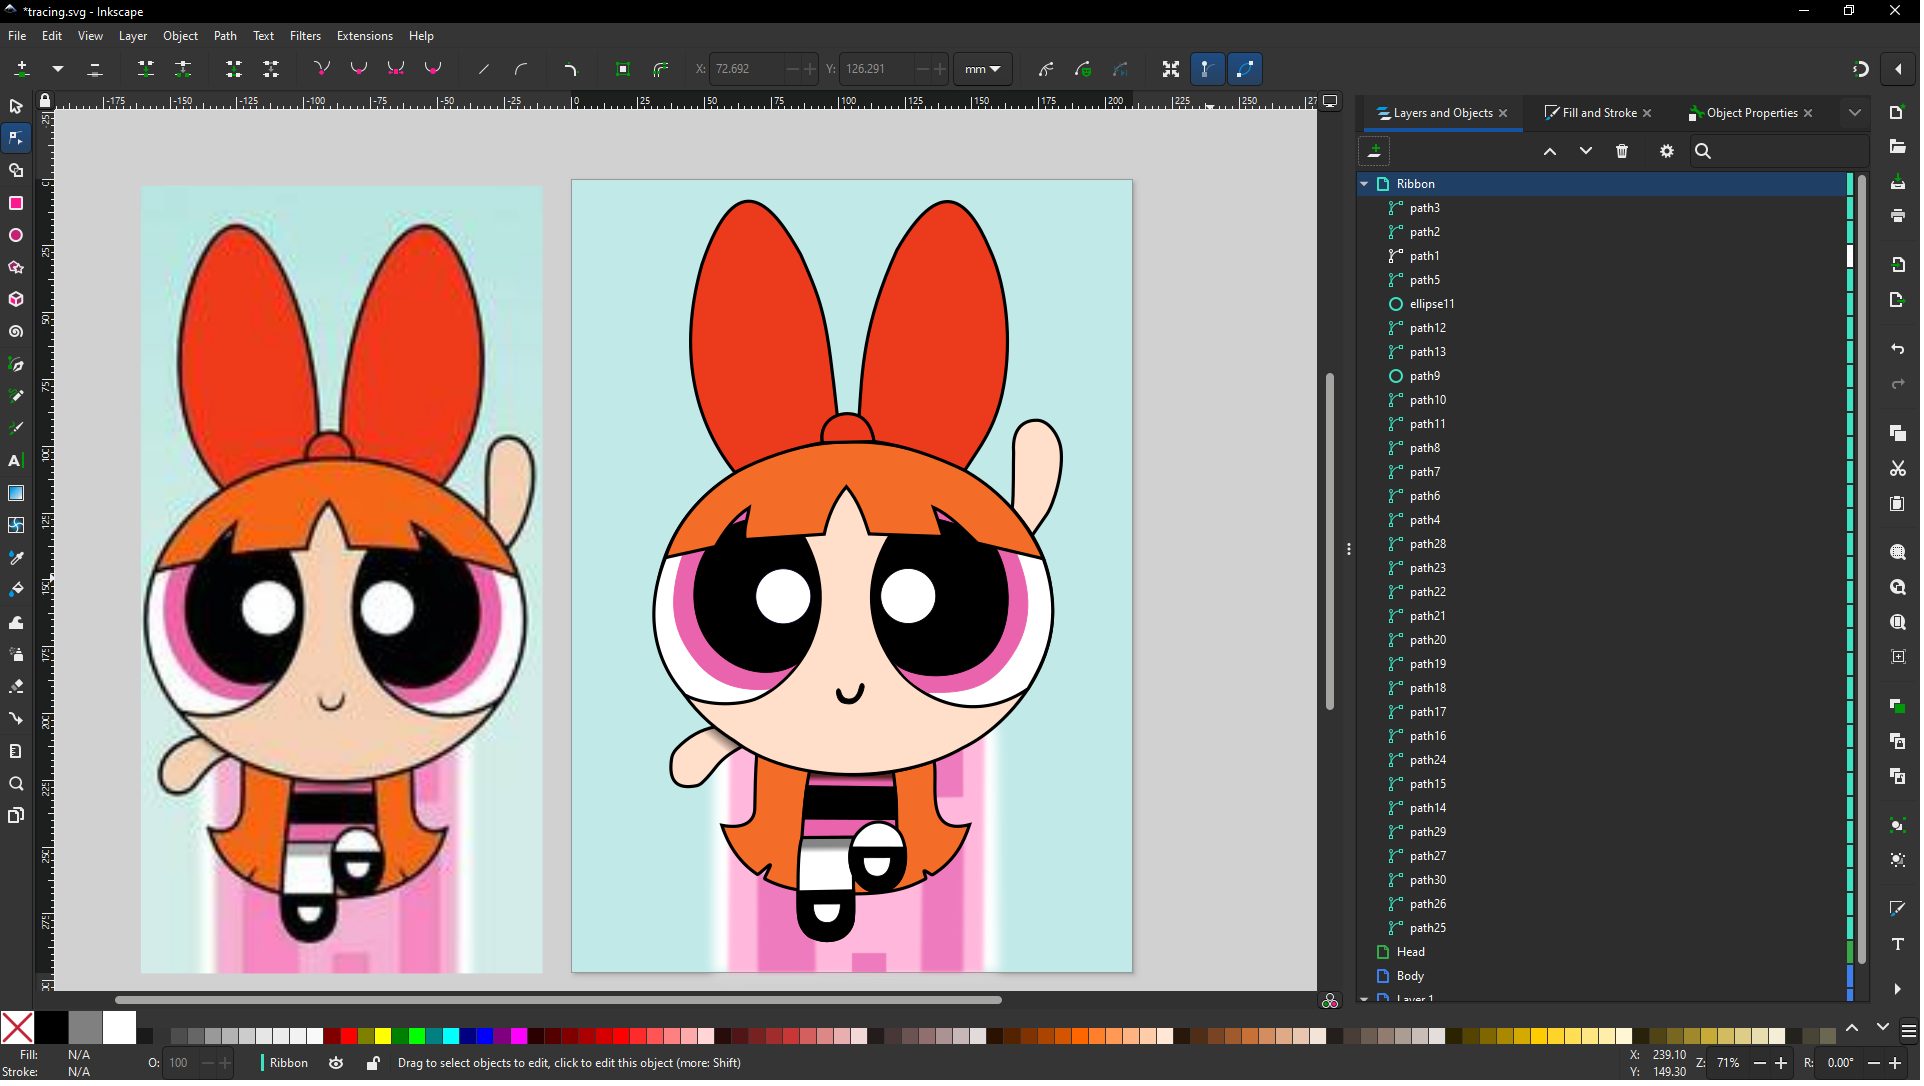 *tracing.svg - Inkscape
File Edit View Layer Object Path Text Filters Extensions Help
X: 72.692 Y: 126.291 mm
-175 -150 -125 -100 -75 -50 -25 0 25 50 75 100 125 150 175 200 225 250
Layers and Objects Fill and Stroke Object Properties
Ribbon
path3
path2
path1
path5
ellipse11
path12
path13
path9
path10
path11
path8
path7
path6
path4
path28
path23
path22
path21
path20
path19
path18
path17
path16
path24
path15
path14
path29
path27
path30
path26
path25
Head
Body
Layer 1
Fill: N/A
Stroke: N/A
O: 100
Ribbon
Drag to select objects to edit, click to edit this object (more: Shift)
X: 239.10
Y: 149.30
Z: 71%
R: 0.00°